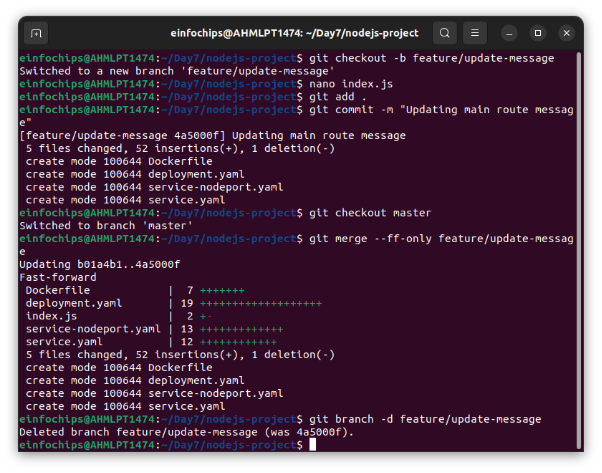 einfochips@AHMLPT1474: ~/Day7/nodejs-project
einfochips@AHMLPT1474:~/Day7/nodejs-project$ git checkout -b feature/update-message
Switched to a new branch 'feature/update-message'
einfochips@AHMLPT1474:~/Day7/nodejs-project$ nano index.js
einfochips@AHMLPT1474:~/Day7/nodejs-project$ git add .
einfochips@AHMLPT1474:~/Day7/nodejs-project$ git commit -m "Updating main route messag
e"
[feature/update-message 4a5000f] Updating main route message
 5 files changed, 52 insertions(+), 1 deletion(-)
 create mode 100644 Dockerfile
 create mode 100644 deployment.yaml
 create mode 100644 service-nodeport.yaml
 create mode 100644 service.yaml
einfochips@AHMLPT1474:~/Day7/nodejs-project$ git checkout master
Switched to branch 'master'
einfochips@AHMLPT1474:~/Day7/nodejs-project$ git merge --ff-only feature/update-messag
e
Updating b01a4b1..4a5000f
Fast-forward
 Dockerfile            |  7 +++++++
 deployment.yaml       | 19 +++++++++++++++++++
 index.js              |  2 +-
 service-nodeport.yaml | 13 +++++++++++++
 service.yaml          | 12 ++++++++++++
 5 files changed, 52 insertions(+), 1 deletion(-)
 create mode 100644 Dockerfile
 create mode 100644 deployment.yaml
 create mode 100644 service-nodeport.yaml
 create mode 100644 service.yaml
einfochips@AHMLPT1474:~/Day7/nodejs-project$ git branch -d feature/update-message
Deleted branch feature/update-message (was 4a5000f).
einfochips@AHMLPT1474:~/Day7/nodejs-project$